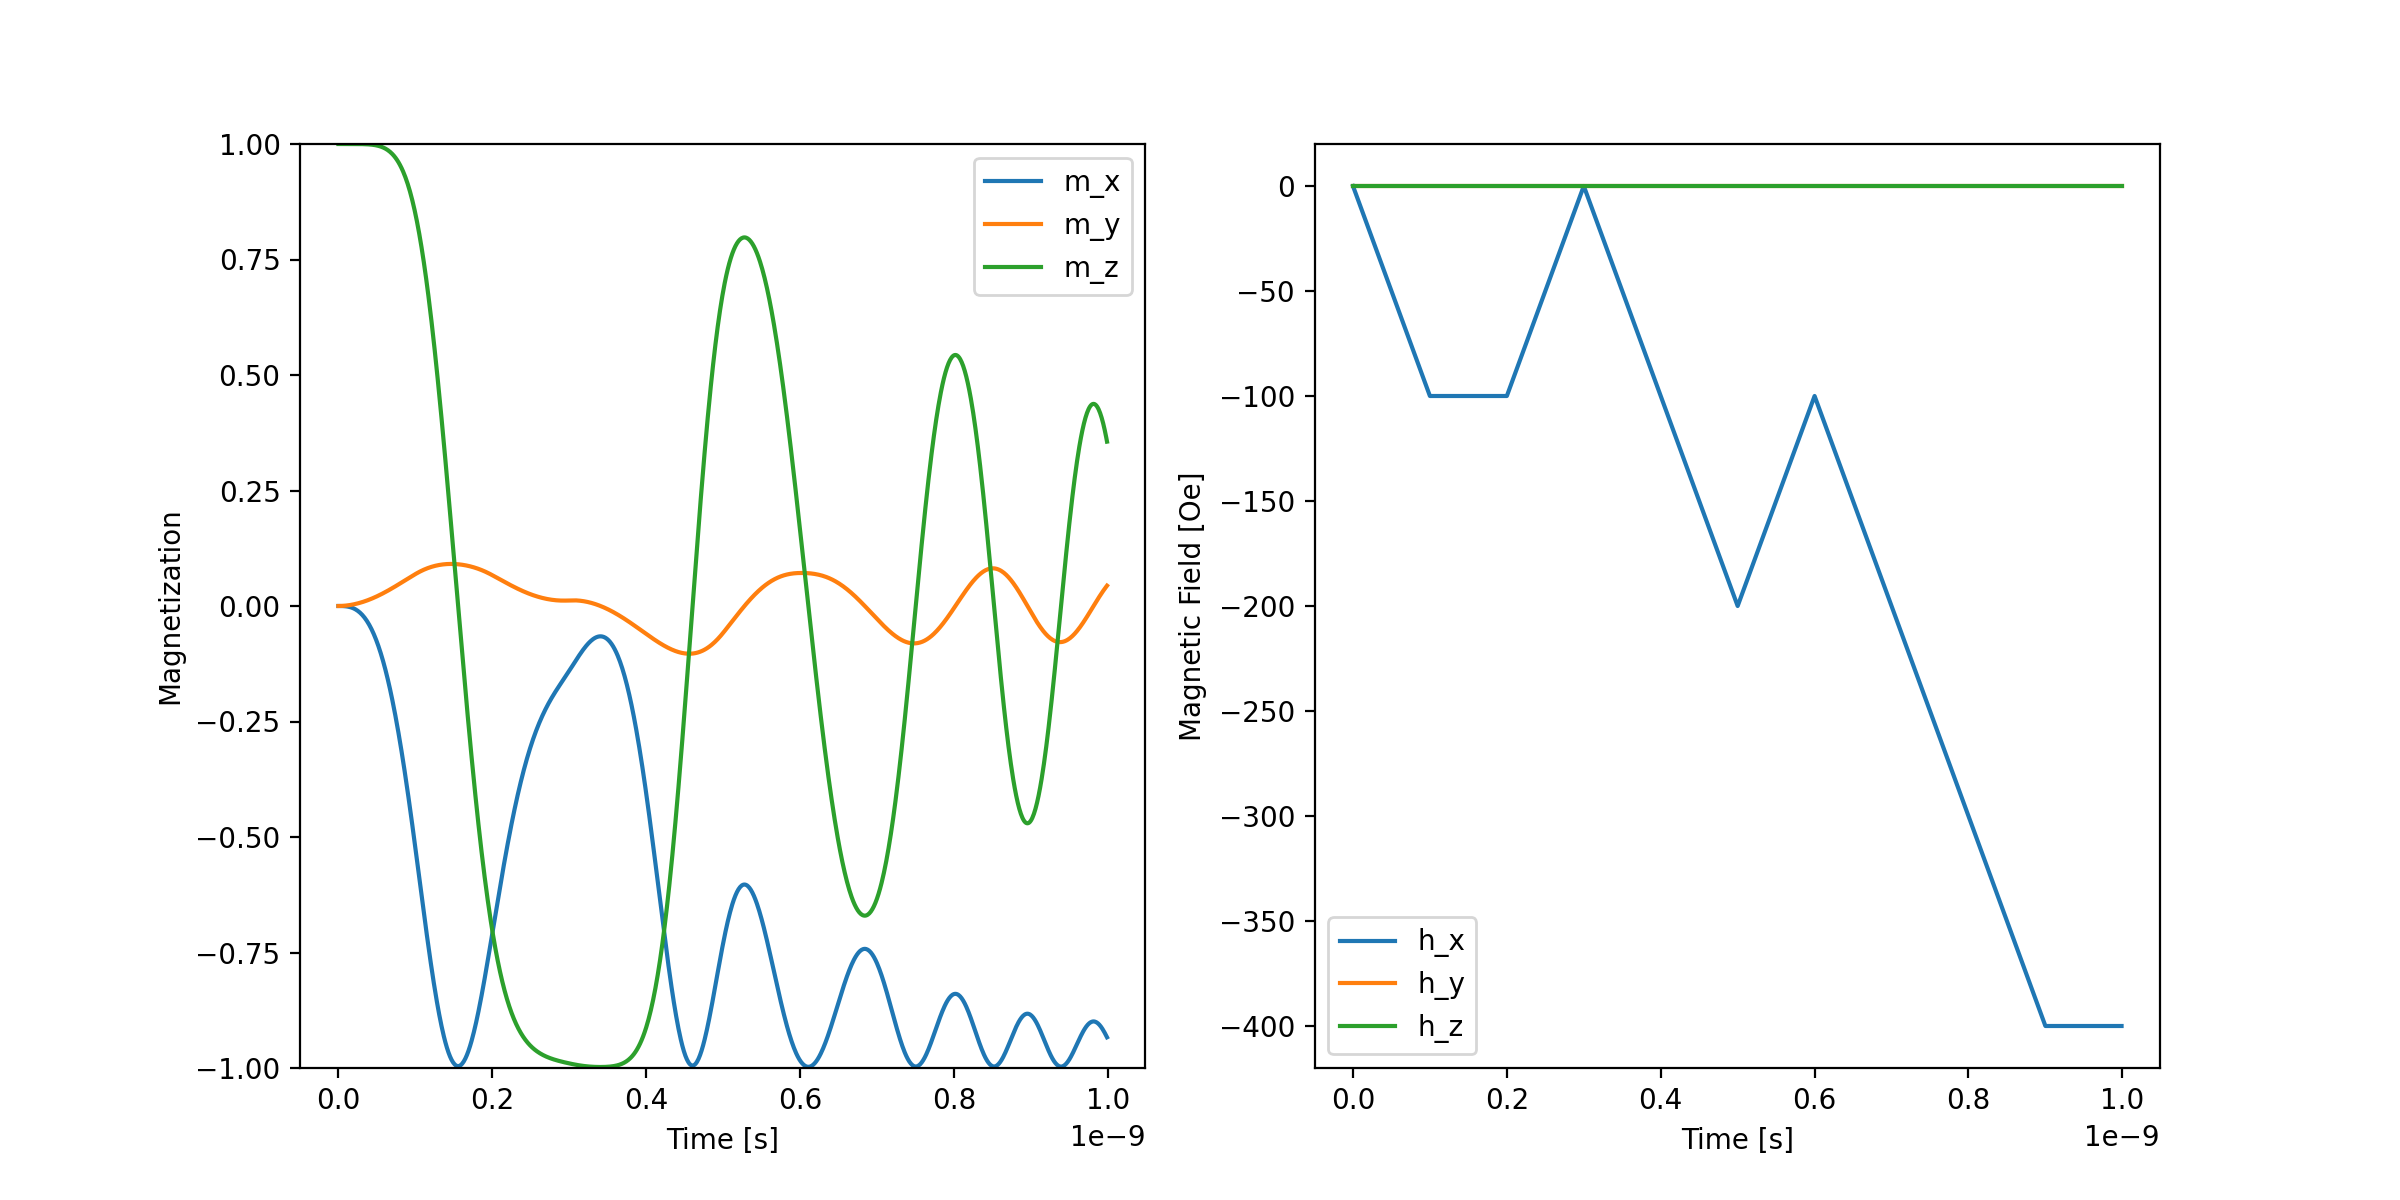 1.00
0.75
0.50
0.25
0.00
−0.25
−0.50
−0.75
−1.00
Magnetization
m_x
m_y
m_z
0.0 0.2 0.4 0.6 0.8 1.0
Time [s]
1e−9
0
−50
−100
−150
−200
−250
−300
−350
−400
Magnetic Field [Oe]
h_x
h_y
h_z
0.0 0.2 0.4 0.6 0.8 1.0
Time [s]
1e−9